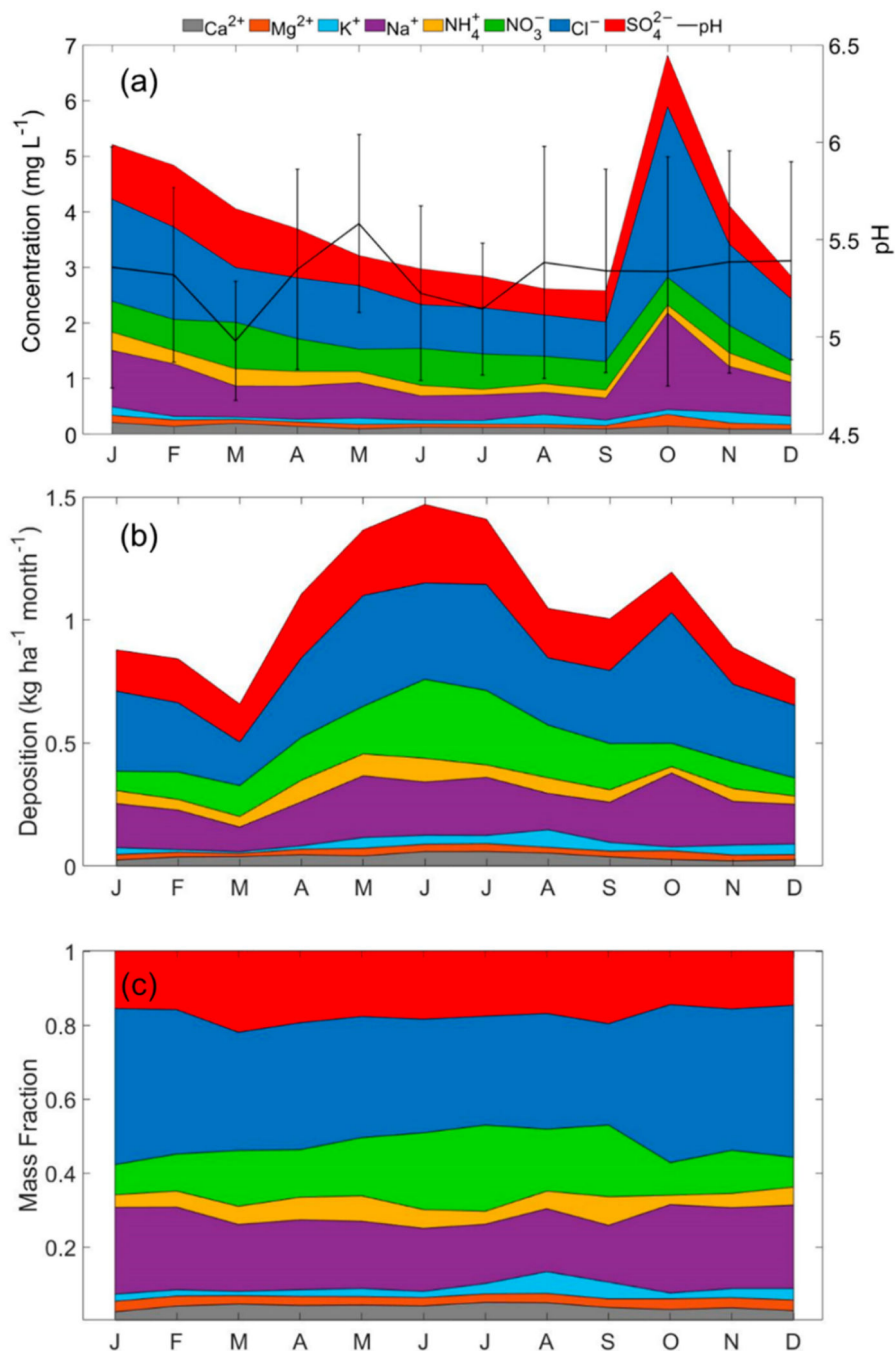 Ca²⁺ Mg²⁺ K⁺ Na⁺ NH₄⁺ NO₃⁻ Cl⁻ SO₄²⁻ pH
(a)
Concentration (mg L⁻¹)
7
6
5
4
3
2
1
0
6.5
6
5.5
5
4.5
pH
J F M A M J J A S O N D
(b)
Deposition (kg ha⁻¹ month⁻¹)
1.5
1
0.5
0
J F M A M J J A S O N D
(c)
Mass Fraction
1
0.8
0.6
0.4
0.2
J F M A M J J A S O N D